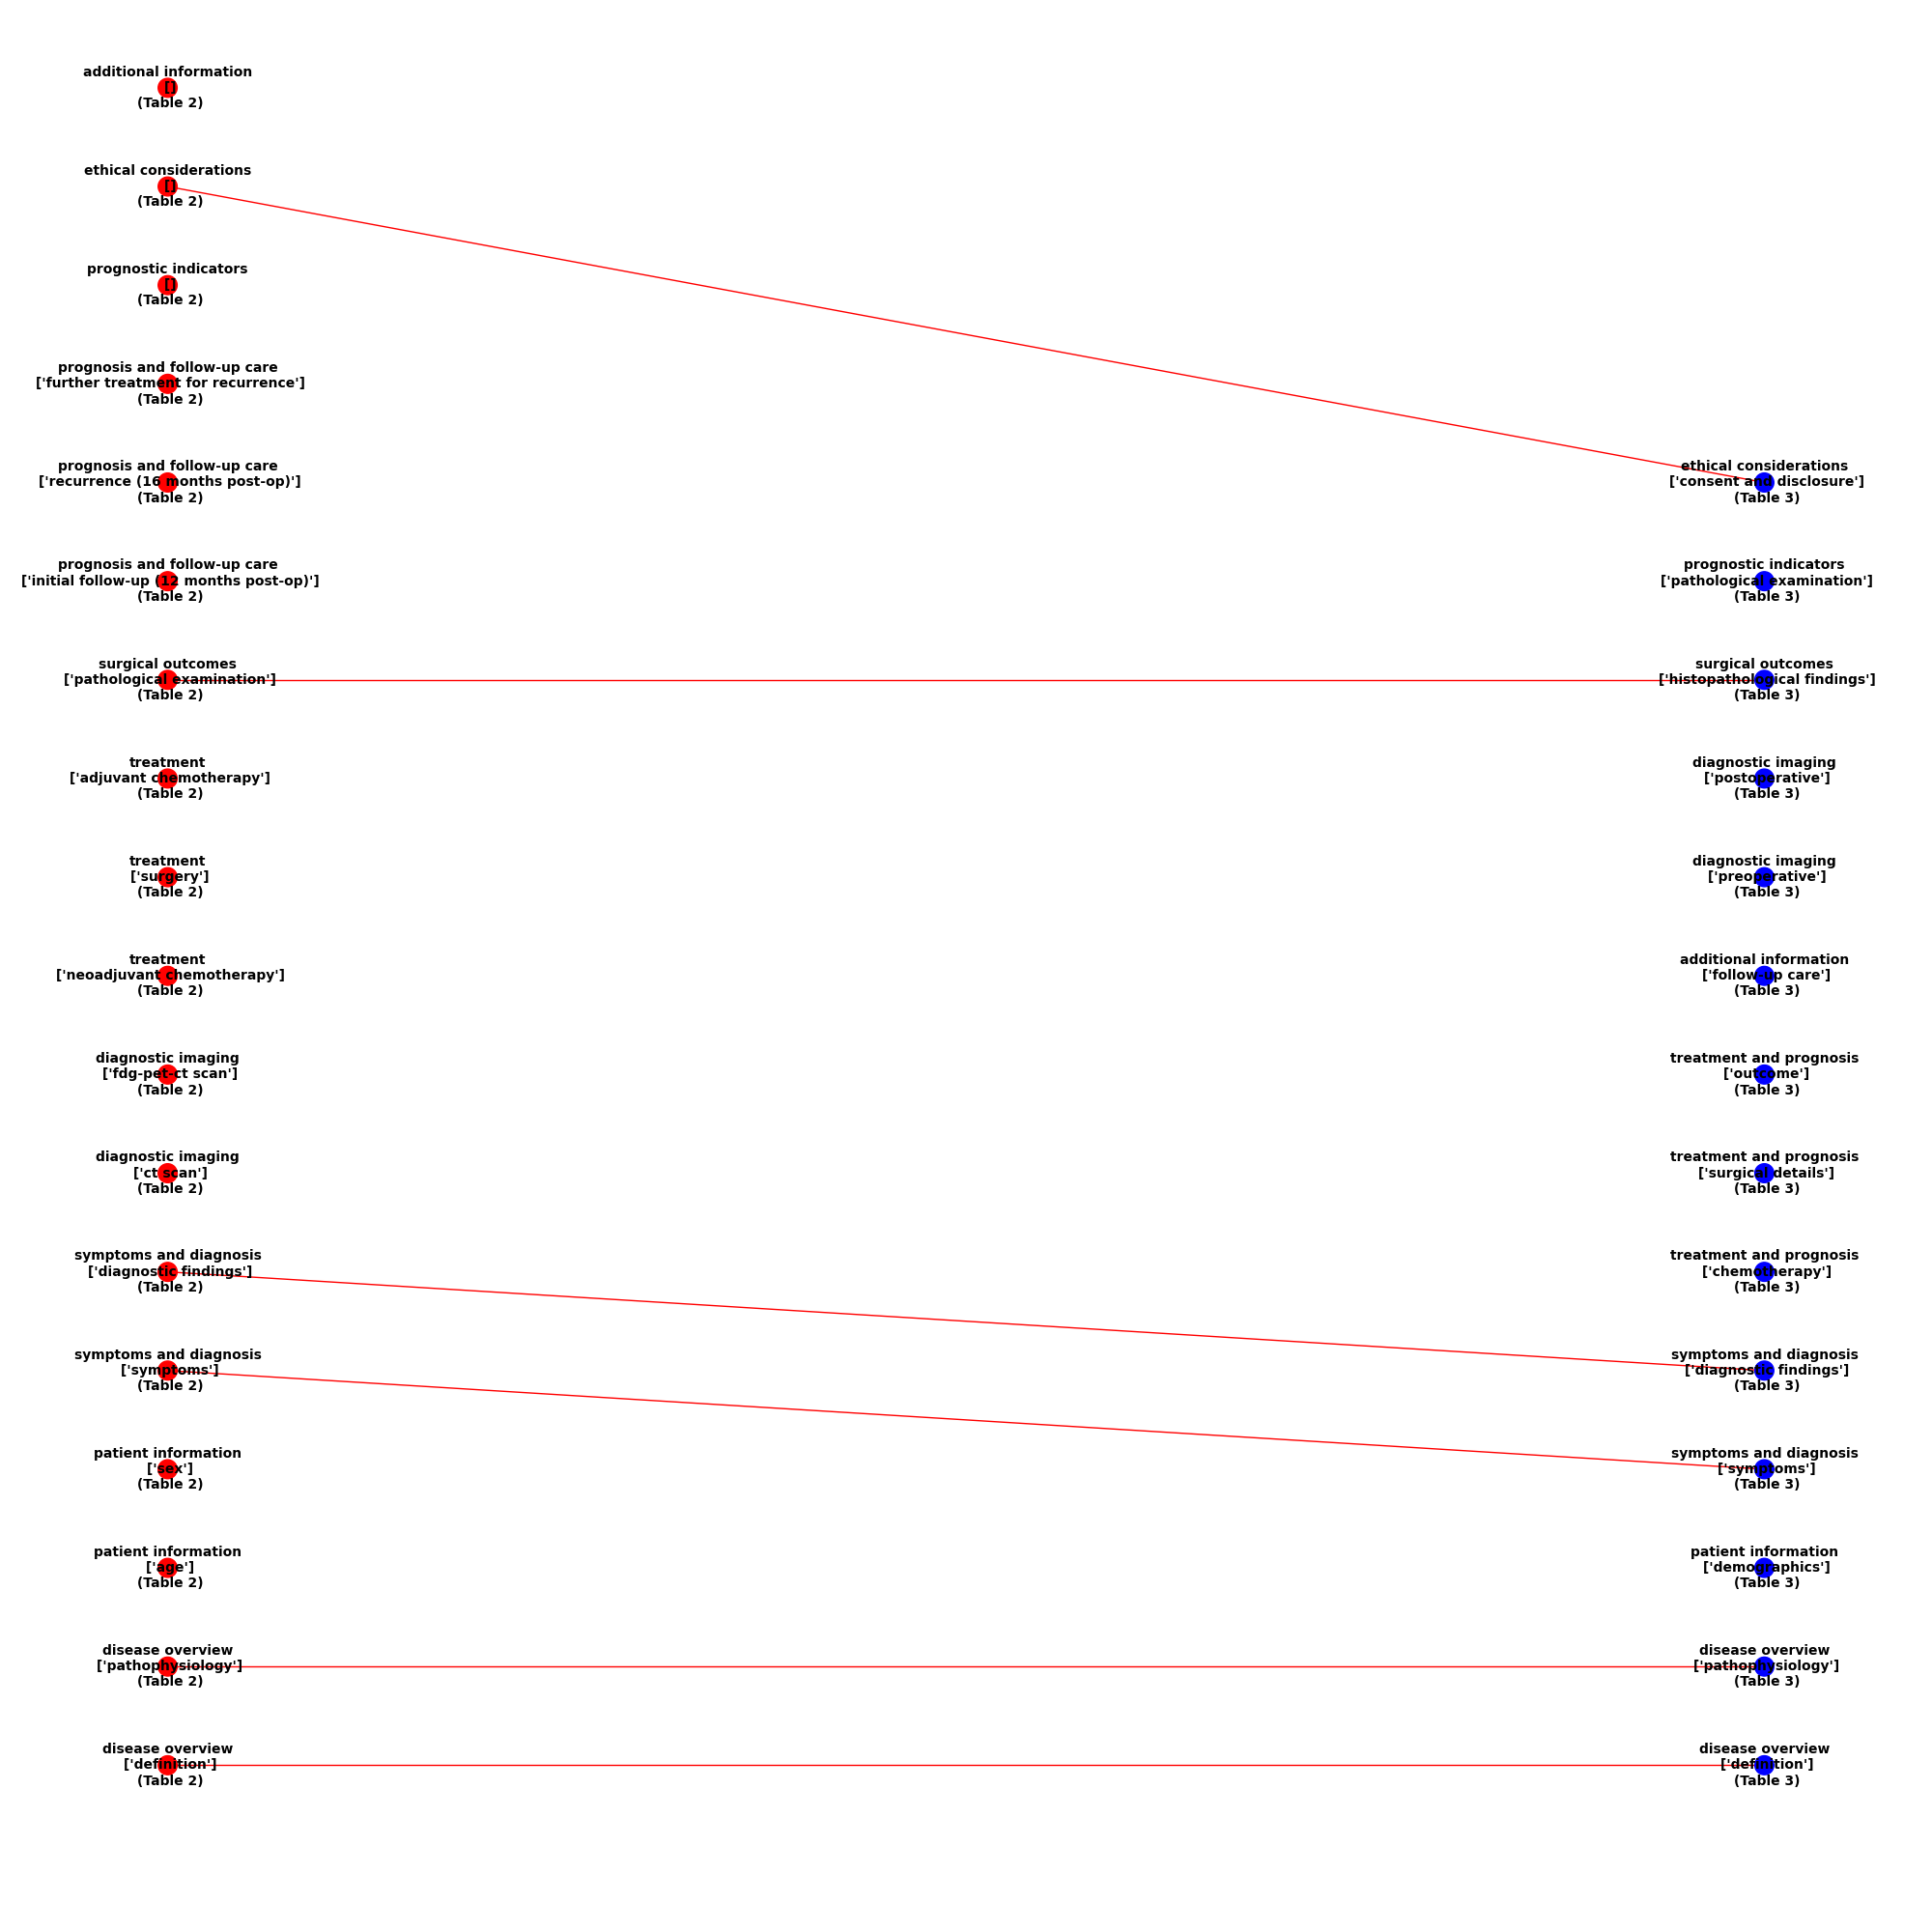 additional information
[]
(Table 2)
ethical considerations
[]
(Table 2)
prognostic indicators
[]
(Table 2)
prognosis and follow-up care
['further treatment for recurrence']
(Table 2)
prognosis and follow-up care
['recurrence (16 months post-op)']
(Table 2)
prognosis and follow-up care
['initial follow-up (12 months post-op)']
(Table 2)
surgical outcomes
['pathological examination']
(Table 2)
treatment
['adjuvant chemotherapy']
(Table 2)
treatment
['surgery']
(Table 2)
treatment
['neoadjuvant chemotherapy']
(Table 2)
diagnostic imaging
['fdg-pet-ct scan']
(Table 2)
diagnostic imaging
['ct scan']
(Table 2)
symptoms and diagnosis
['diagnostic findings']
(Table 2)
symptoms and diagnosis
['symptoms']
(Table 2)
patient information
['sex']
(Table 2)
patient information
['age']
(Table 2)
disease overview
['pathophysiology']
(Table 2)
disease overview
['definition']
(Table 2)
ethical considerations
['consent and disclosure']
(Table 3)
prognostic indicators
['pathological examination']
(Table 3)
surgical outcomes
['histopathological findings']
(Table 3)
diagnostic imaging
['postoperative']
(Table 3)
diagnostic imaging
['preoperative']
(Table 3)
additional information
['follow-up care']
(Table 3)
treatment and prognosis
['outcome']
(Table 3)
treatment and prognosis
['surgical details']
(Table 3)
treatment and prognosis
['chemotherapy']
(Table 3)
symptoms and diagnosis
['diagnostic findings']
(Table 3)
symptoms and diagnosis
['symptoms']
(Table 3)
patient information
['demographics']
(Table 3)
disease overview
['pathophysiology']
(Table 3)
disease overview
['definition']
(Table 3)